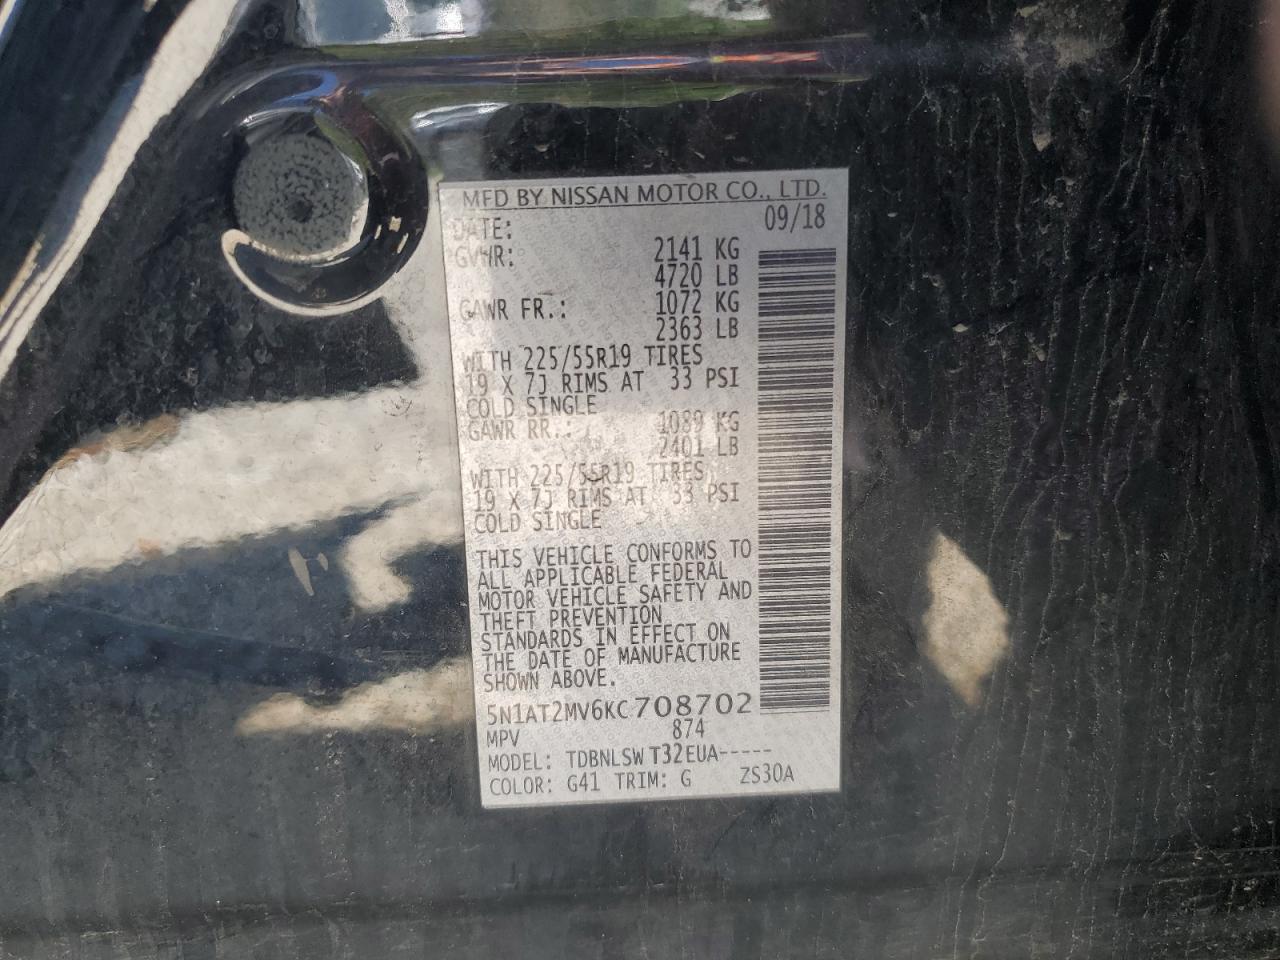 MFD BY NISSAN MOTOR CO., LTD.
DATE: 09/18
GVWR: 2141 KG
4720 LB
GAWR FR.: 1072 KG
2363 LB
WITH 225/55R19 TIRES
19 X 7J RIMS AT 33 PSI
COLD SINGLE
GAWR RR.: 1089 KG
2401 LB
WITH 225/55R19 TIRES
19 X 7J RIMS AT 33 PSI
COLD SINGLE
THIS VEHICLE CONFORMS TO
ALL APPLICABLE FEDERAL
MOTOR VEHICLE SAFETY AND
THEFT PREVENTION
STANDARDS IN EFFECT ON
THE DATE OF MANUFACTURE
SHOWN ABOVE.
5N1AT2MV6KC708702
MPV 874
MODEL: TDBNLSW T32EUA-----
COLOR: G41 TRIM: G ZS30A